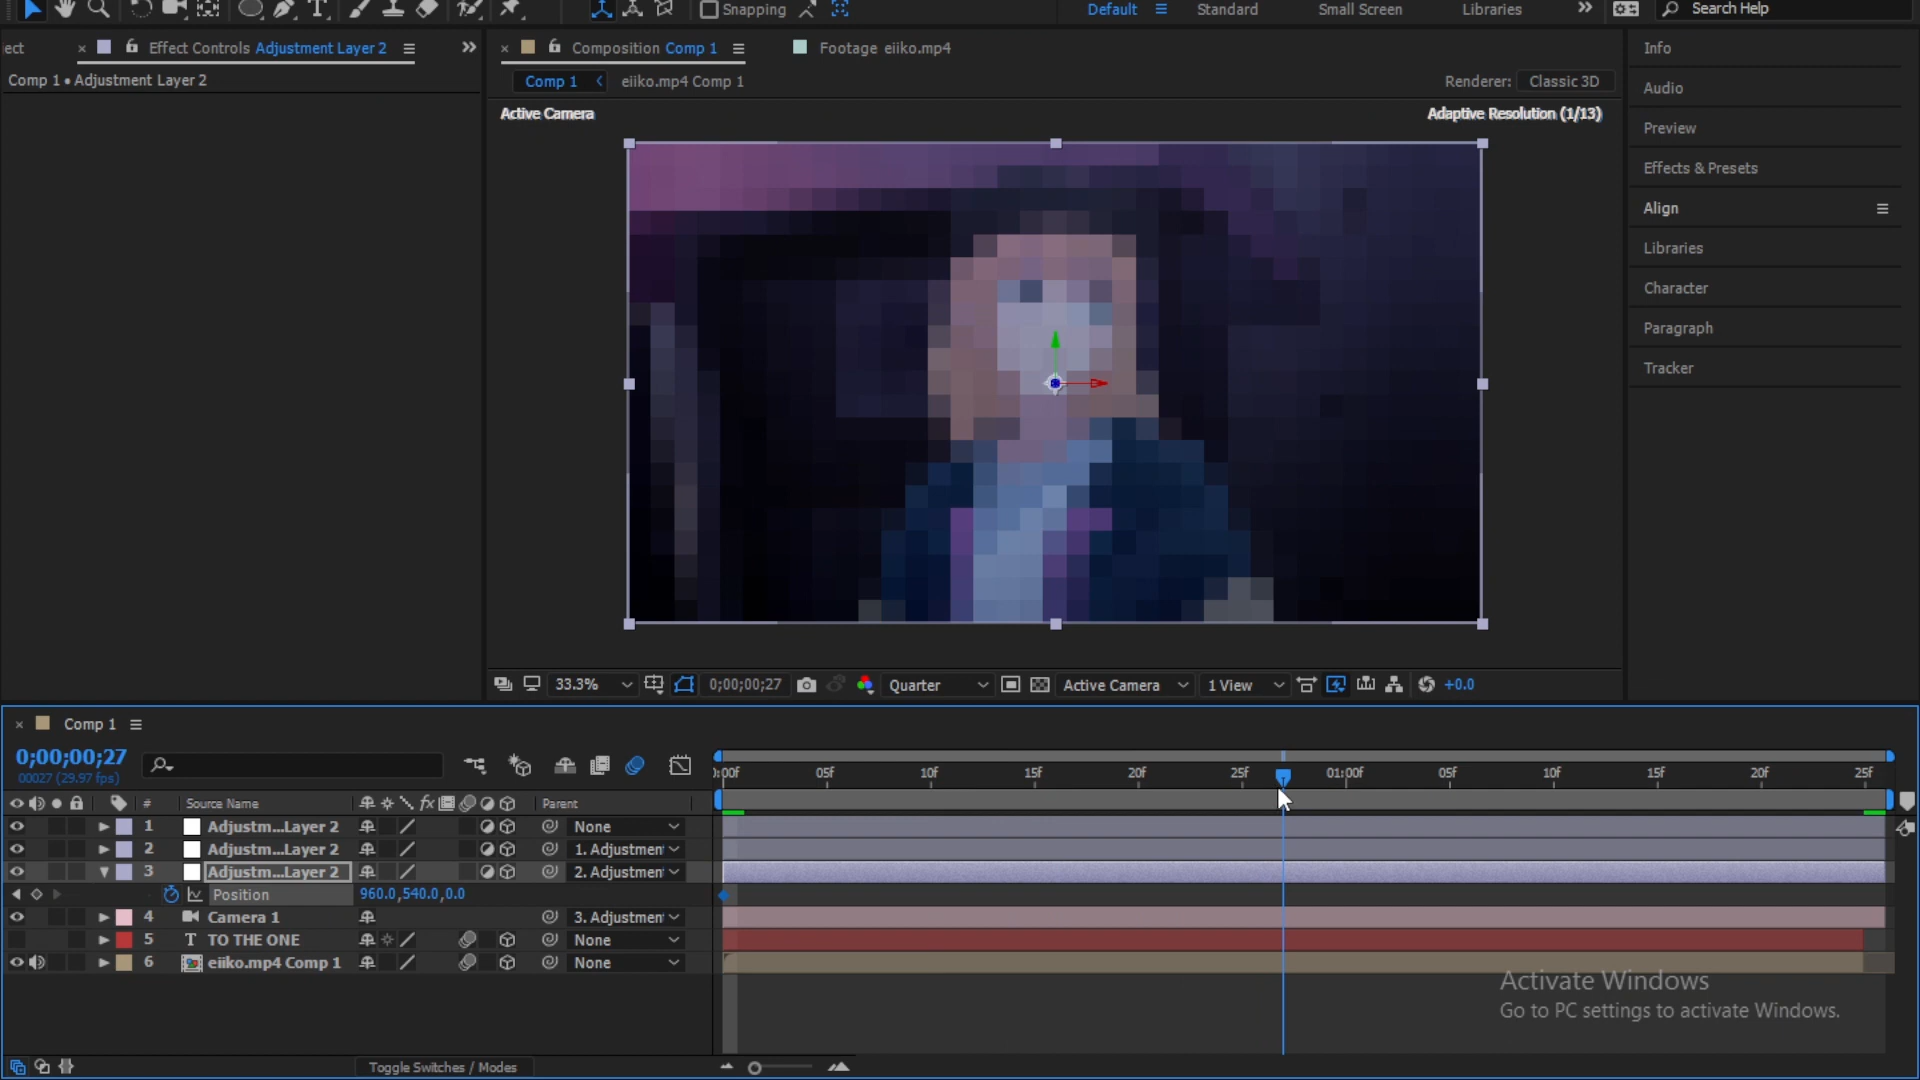 Snapping
Default
Standard
Small Screen
Libraries
Search Help
ect
Effect Controls Adjustment Layer 2
Composition Comp 1
Footage eiiko.mp4
Comp 1 • Adjustment Layer 2
Comp 1
eiiko.mp4 Comp 1
Renderer: Classic 3D
Active Camera
Adaptive Resolution (1/13)
Info
Audio
Preview
Effects & Presets
Align
Libraries
Character
Paragraph
Tracker
33.3%
0;00;00;27
Quarter
Active Camera
1 View
+0.0
Comp 1
0;00;00;27
00027 (29.97 fps)
0:00f 05f 10f 15f 20f 25f 01:00f 05f 10f 15f 20f 25f
# Source Name fx Parent
1 Adjustm...Layer 2 None
2 Adjustm...Layer 2 1. Adjustment
3 Adjustm...Layer 2 2. Adjustment
Position 960.0,540.0,0.0
4 Camera 1 3. Adjustment
5 T TO THE ONE None
6 eiiko.mp4 Comp 1 None
Activate Windows
Go to PC settings to activate Windows.
Toggle Switches / Modes